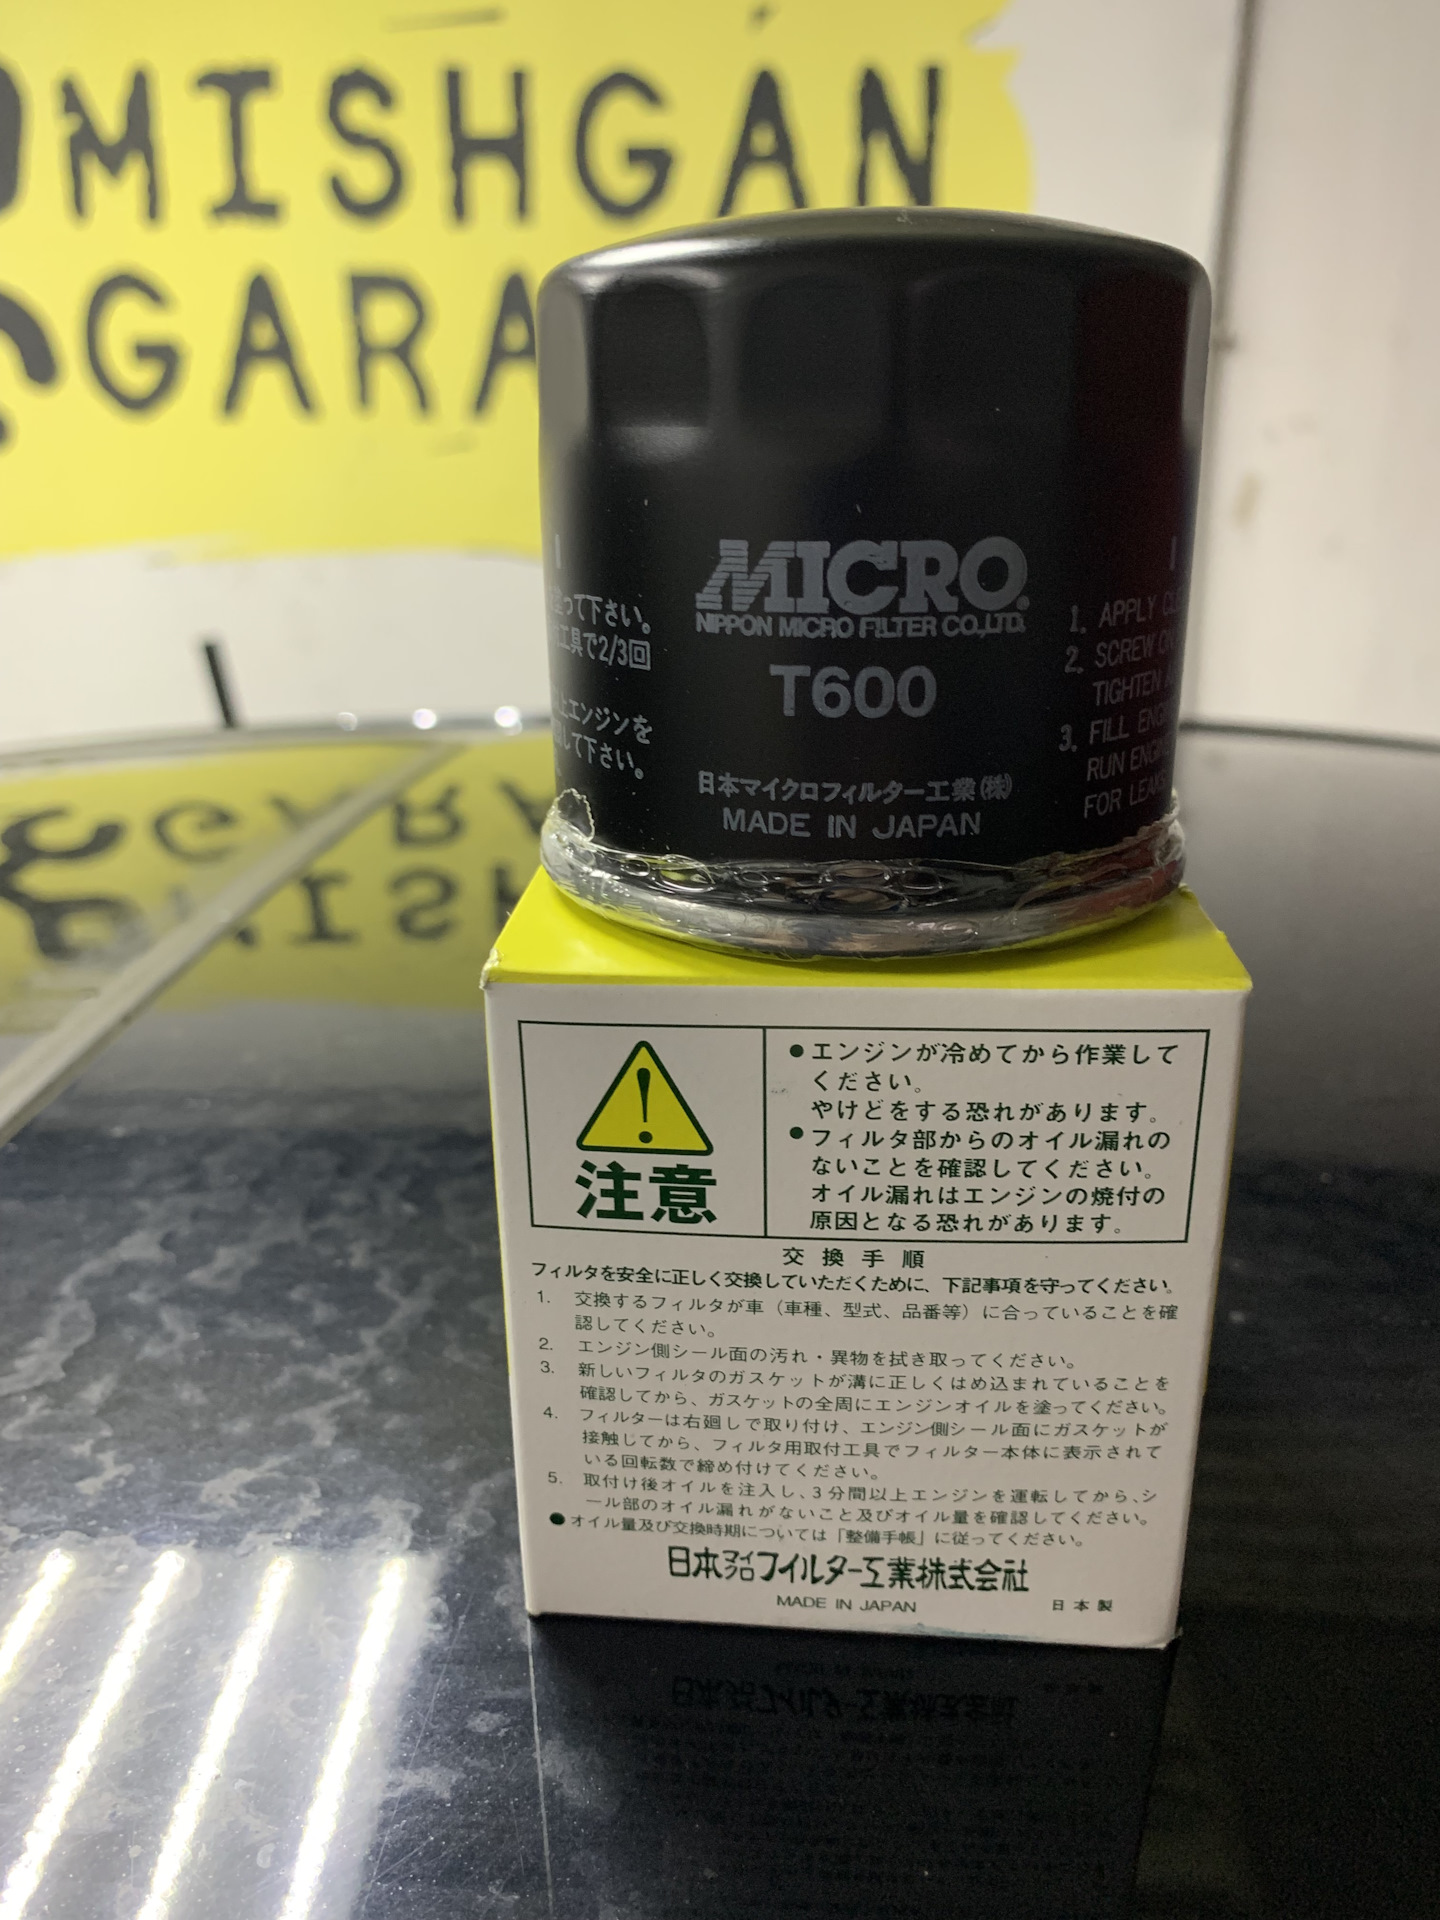 OMISHGÁN
GARA
MICRO
NIPPON MICRO FILTER CO.,LTD.
T600
日本マイクロフィルター工業(株)
MADE IN JAPAN
塗って下さい。
工具で2/3回
上エンジンを
して下さい。
1. APPLY
2. SCREW
TIGHTEN
3. FILL
RUN
FOR
注意
●エンジンが冷めてから作業して
ください。
やけどをする恐れがあります。
●フィルタ部からのオイル漏れの
ないことを確認してください。
オイル漏れはエンジンの焼付の
原因となる恐れがあります。
交換手順
フィルタを安全に正しく交換していただくために、下記事項を守ってください。
1. 交換するフィルタが車（車種、型式、品番等）に合っていることを確
認してください。
2. エンジン側シール面の汚れ・異物を拭き取ってください。
3. 新しいフィルタのガスケットが溝に正しくはめ込まれていることを
確認してから、ガスケットの全周にエンジンオイルを塗ってください。
4. フィルターは右廻しで取り付け、エンジン側シール面にガスケットが
接触してから、フィルタ用取付工具でフィルター本体に表示されて
いる回転数で締め付けてください。
5. 取付け後オイルを注入し、3分間以上エンジンを運転してから、シ
ール部のオイル漏れがないこと及びオイル量を確認してください。
●オイル量及び交換時期については「整備手帳」に従ってください。
日本マイクロフイルター工業株式会社
MADE IN JAPAN 日本製